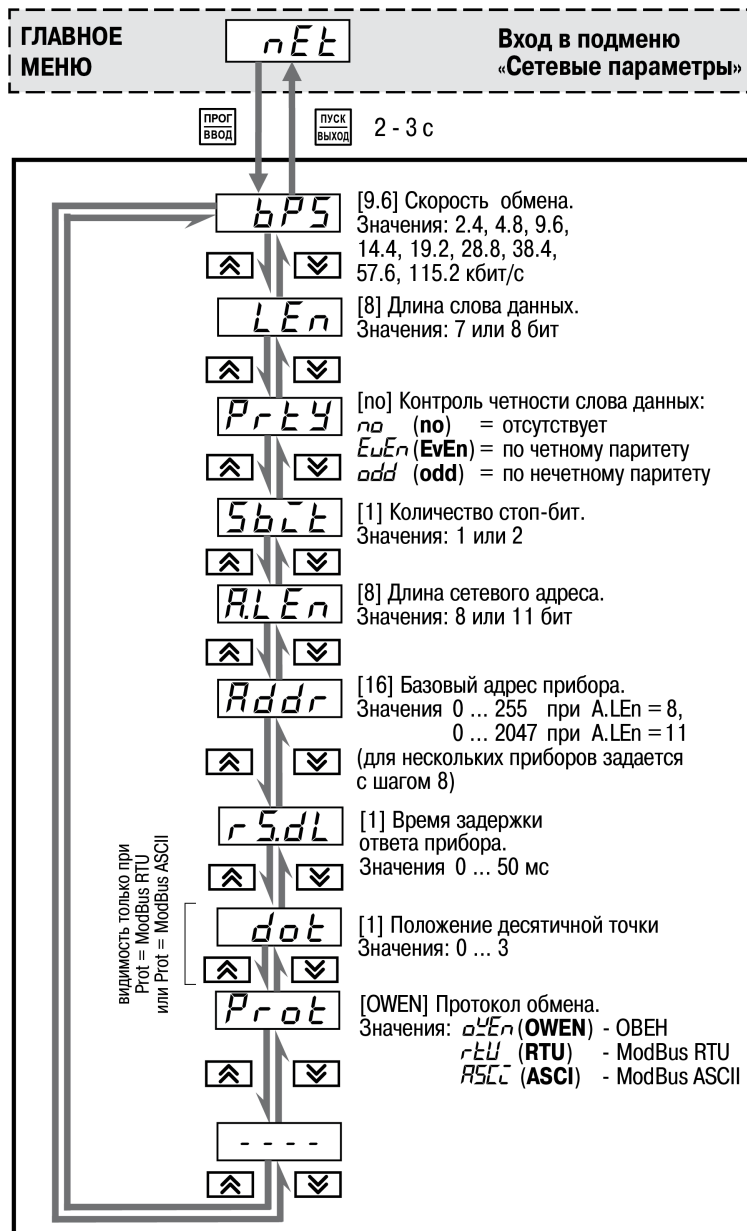 ГЛАВНОЕ
МЕНЮ
nEt
Вход в подменю
«Сетевые параметры»
ПРОГ
ВВОД
ПУСК
ВЫХОД
2 - 3 с
bPS
[9.6] Скорость обмена.
Значения: 2.4, 4.8, 9.6,
14.4, 19.2, 28.8, 38.4,
57.6, 115.2 кбит/с
LEn
[8] Длина слова данных.
Значения: 7 или 8 бит
PrtY
[no] Контроль четности слова данных:
no (no) = отсутствует
EvEn (EvEn) = по четному паритету
odd (odd) = по нечетному паритету
Sbit
[1] Количество стоп-бит.
Значения: 1 или 2
A.LEn
[8] Длина сетевого адреса.
Значения: 8 или 11 бит
Addr
[16] Базовый адрес прибора.
Значения 0 ... 255 при A.LEn = 8,
0 ... 2047 при A.LEn = 11
(для нескольких приборов задается
с шагом 8)
rS.dL
[1] Время задержки
ответа прибора.
Значения 0 ... 50 мс
видимость только при
Prot = ModBus RTU
или Prot = ModBus ASCII
dot
[1] Положение десятичной точки
Значения: 0 ... 3
Prot
[OWEN] Протокол обмена.
Значения: oWEn (OWEN) - ОВЕН
rtU (RTU) - ModBus RTU
ASCi (ASCI) - ModBus ASCII
- - - -